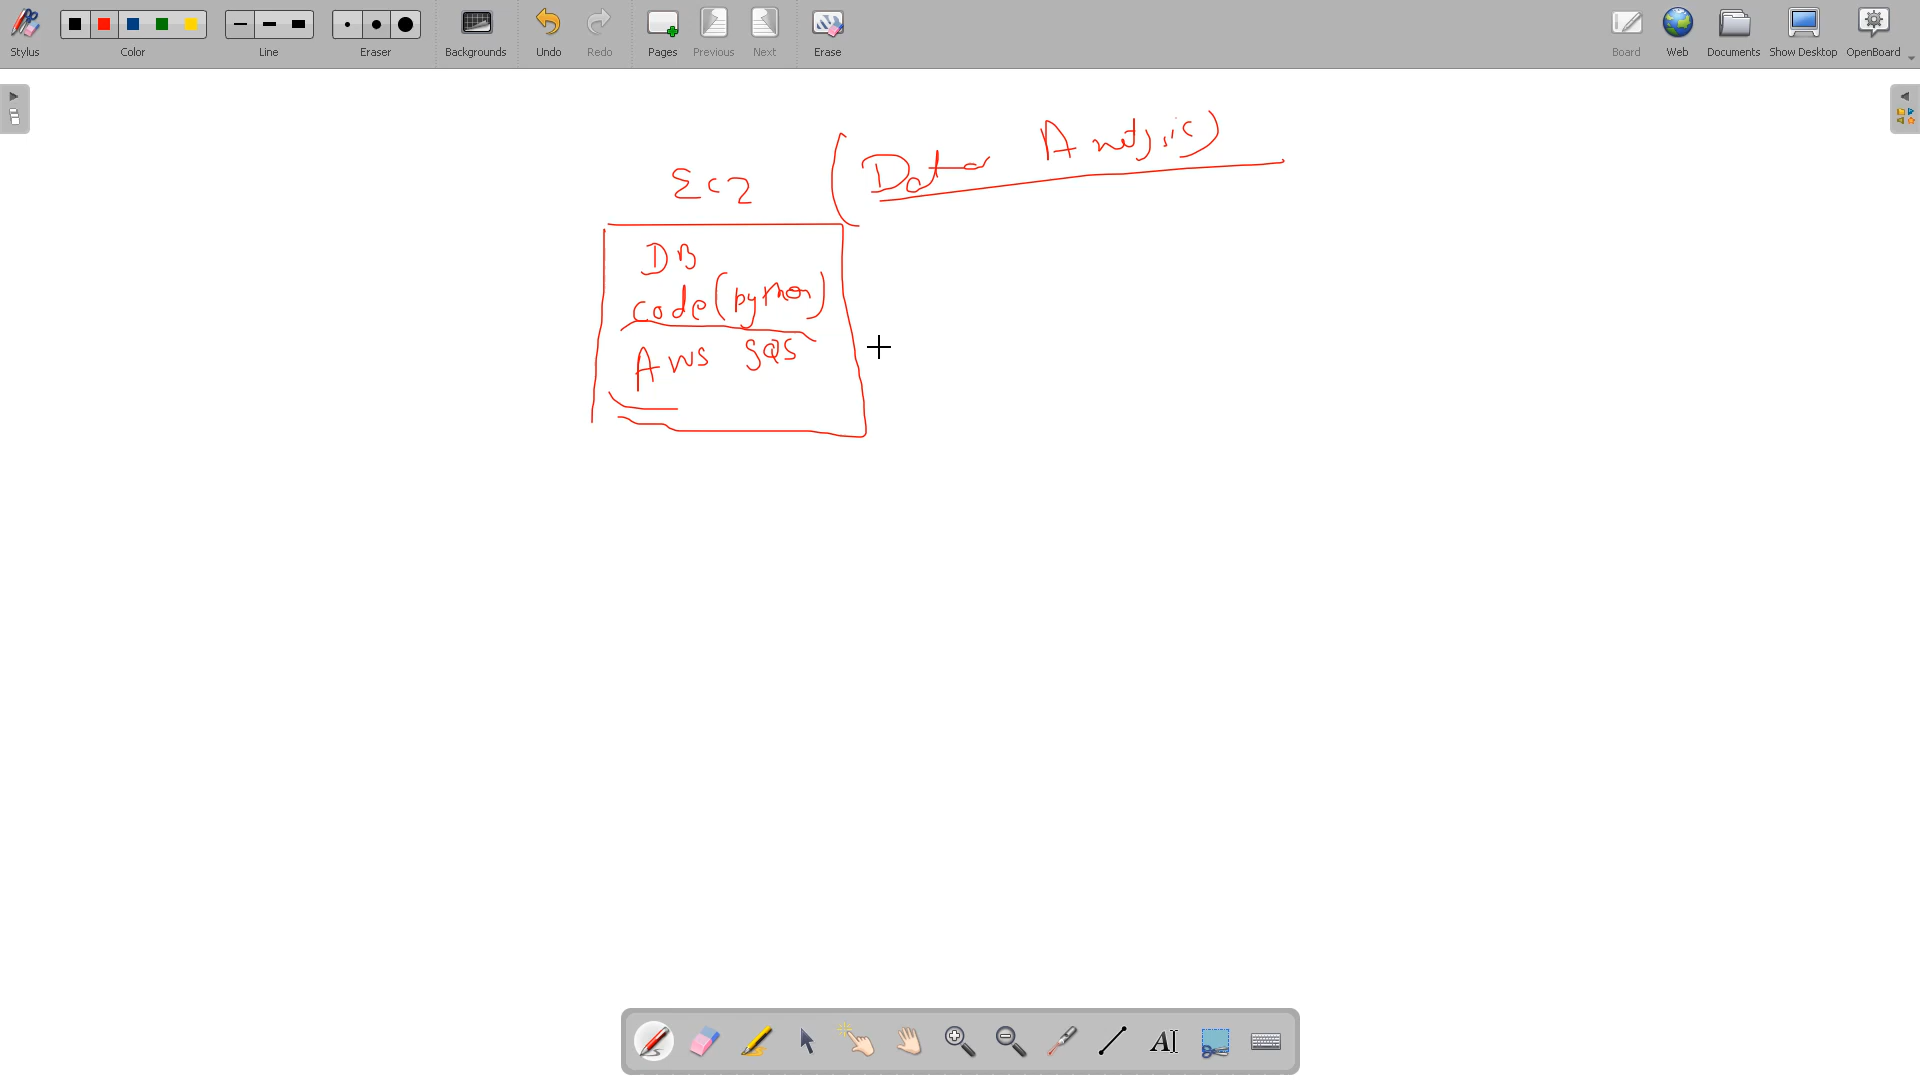 Stylus Color Line Eraser Backgrounds Undo Redo Pages Previous Next Erase Board Web Documents Show Desktop OpenBoard
EC2 (Data
DB
code(python)
AWS SQS
AI